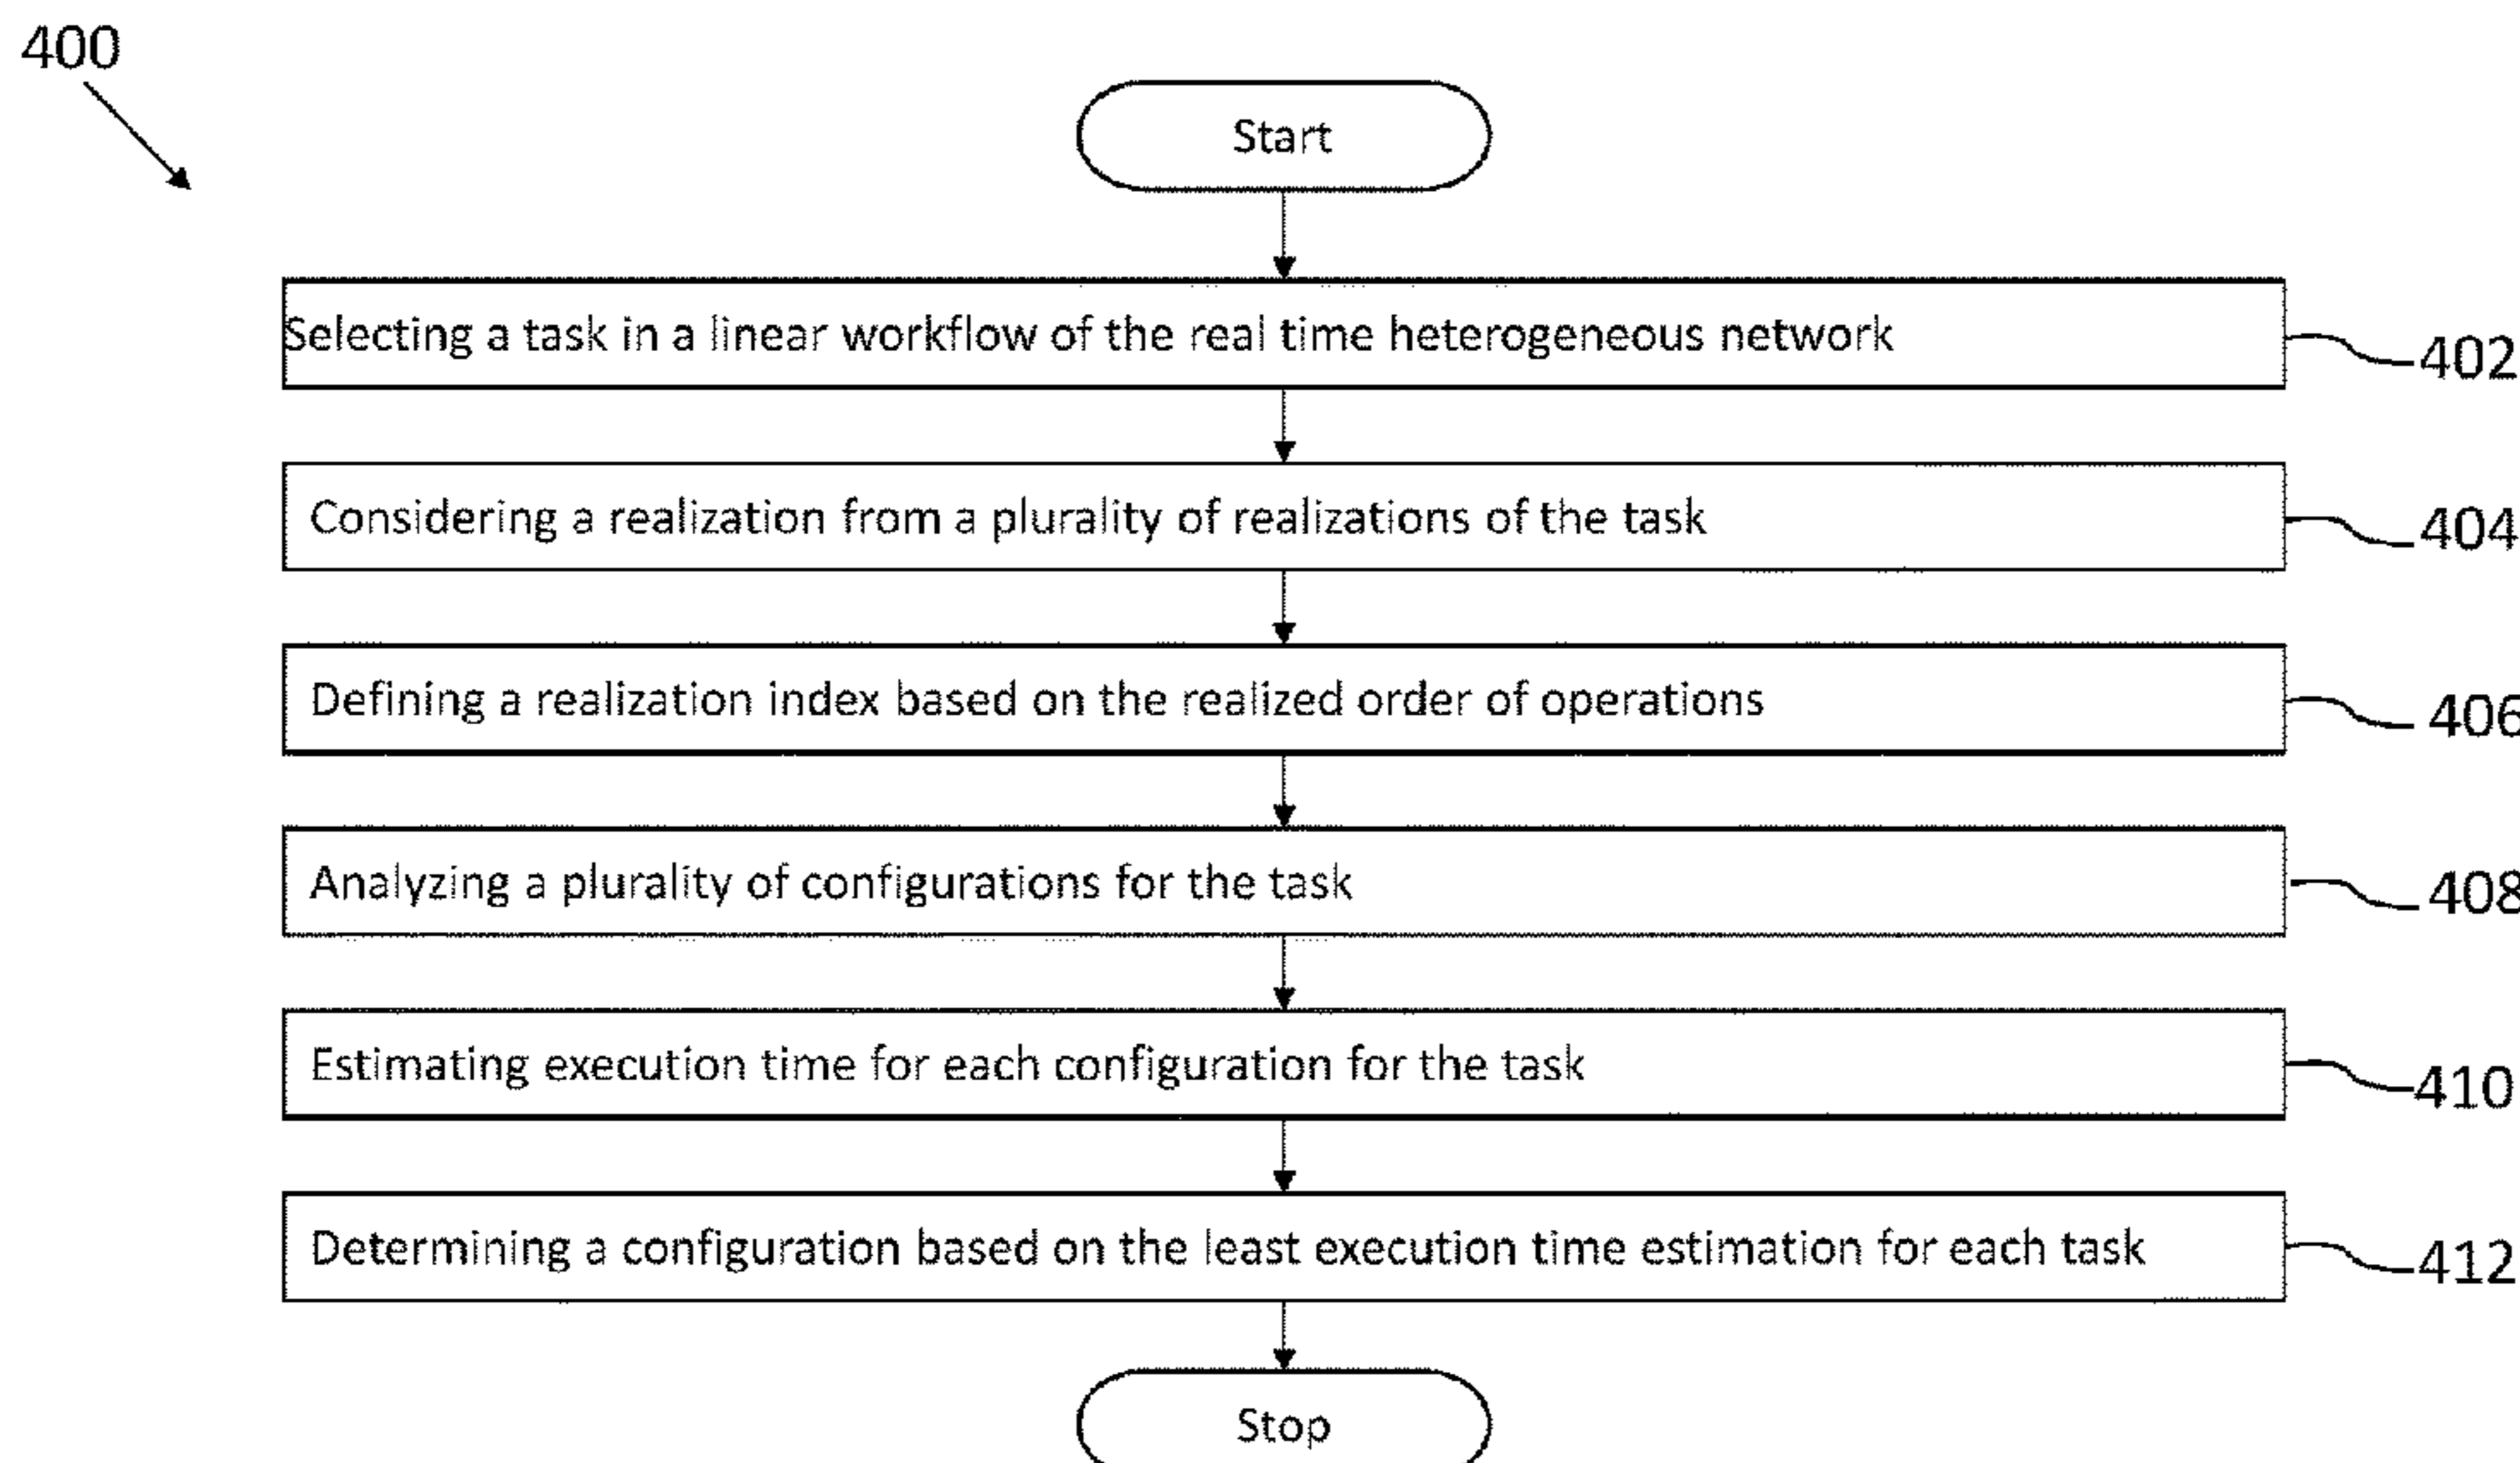 400
Start
Selecting a task in a linear workflow of the real time heterogeneous network
402
Considering a realization from a plurality of realizations of the task
404
Defining a realization index based on the realized order of operations
406
Analyzing a plurality of configurations for the task
408
Estimating execution time for each configuration for the task
410
Determining a configuration based on the least execution time estimation for each task
412
Stop